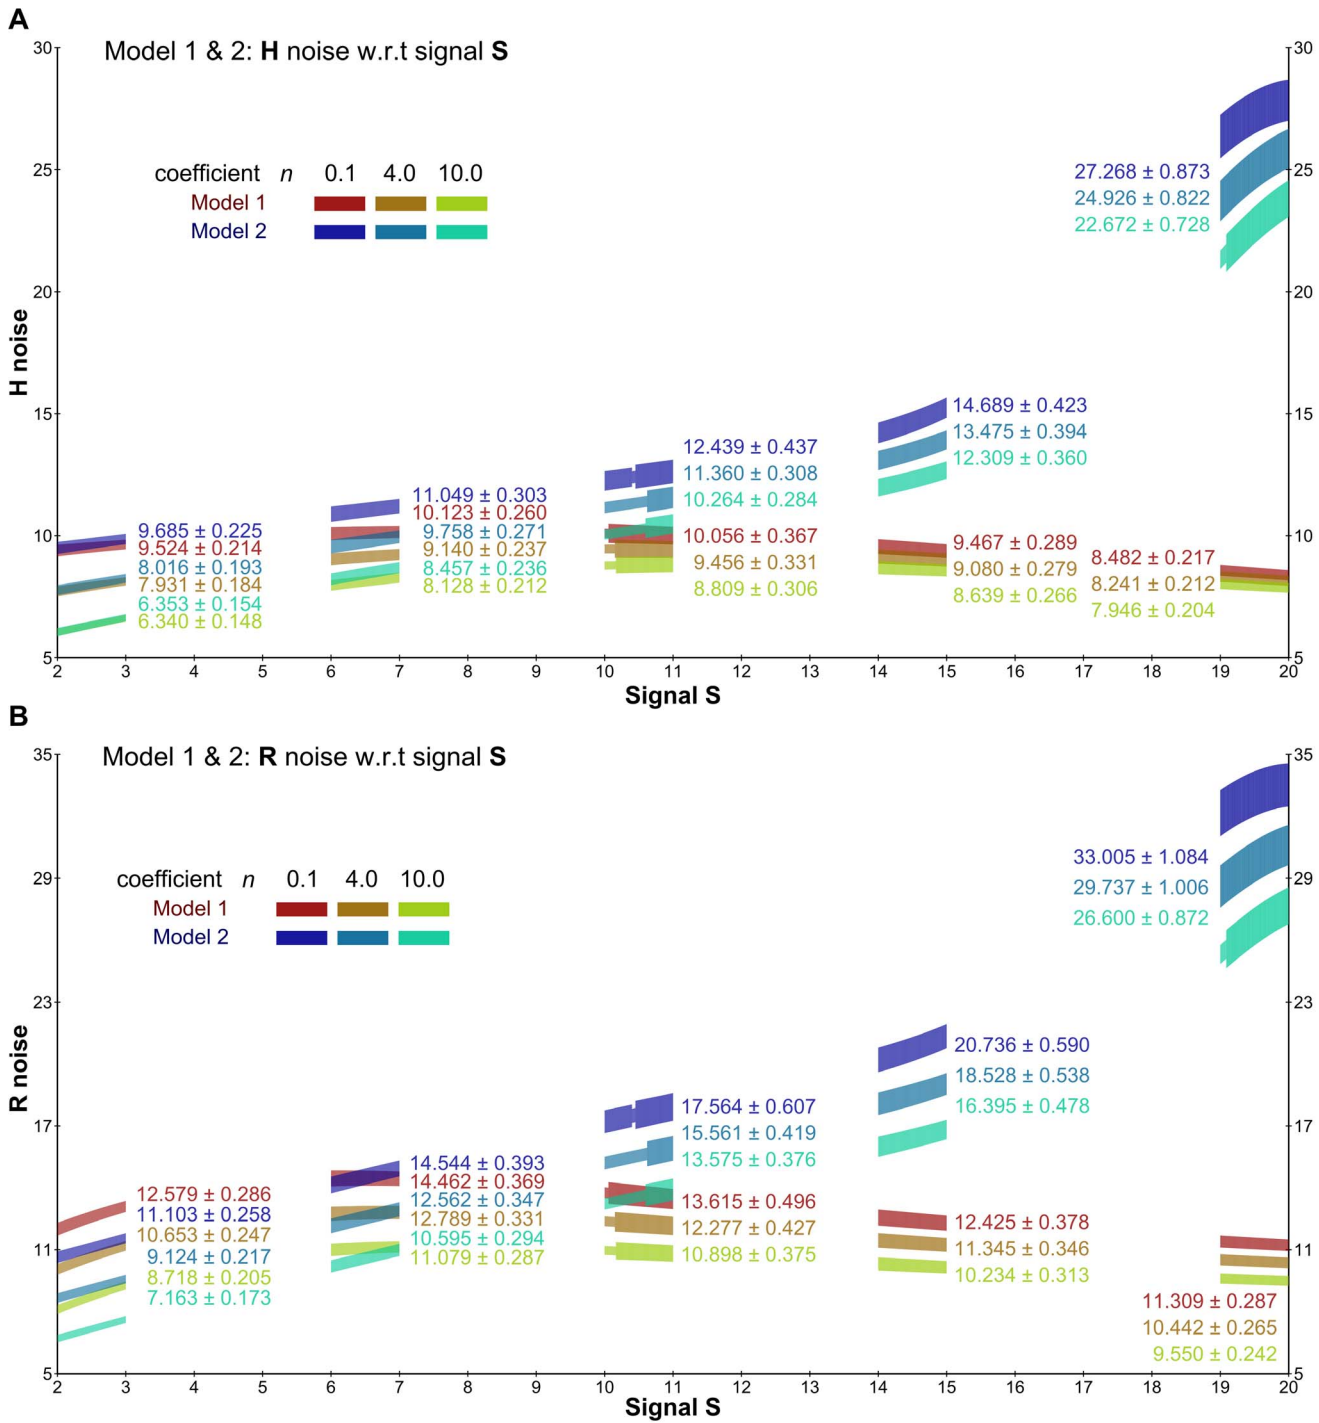 A
Model 1 & 2: H noise w.r.t signal S
30
25
20
15
10
5
H noise
30
25
20
15
10
5
coefficient n 0.1 4.0 10.0
Model 1
Model 2
27.268 ± 0.873
24.926 ± 0.822
22.672 ± 0.728
14.689 ± 0.423
13.475 ± 0.394
12.309 ± 0.360
12.439 ± 0.437
11.360 ± 0.308
10.264 ± 0.284
10.056 ± 0.367
9.456 ± 0.331
8.809 ± 0.306
11.049 ± 0.303
10.123 ± 0.260
9.758 ± 0.271
9.140 ± 0.237
8.457 ± 0.236
8.128 ± 0.212
9.685 ± 0.225
9.524 ± 0.214
8.016 ± 0.193
7.931 ± 0.184
6.353 ± 0.154
6.340 ± 0.148
9.467 ± 0.289
9.080 ± 0.279
8.639 ± 0.266
8.482 ± 0.217
8.241 ± 0.212
7.946 ± 0.204
2 3 4 5 6 7 8 9 10 11 12 13 14 15 16 17 18 19 20
Signal S
B
Model 1 & 2: R noise w.r.t signal S
35
29
23
17
11
5
R noise
35
29
23
17
11
5
coefficient n 0.1 4.0 10.0
Model 1
Model 2
33.005 ± 1.084
29.737 ± 1.006
26.600 ± 0.872
20.736 ± 0.590
18.528 ± 0.538
16.395 ± 0.478
17.564 ± 0.607
15.561 ± 0.419
13.575 ± 0.376
13.615 ± 0.496
12.277 ± 0.427
10.898 ± 0.375
14.544 ± 0.393
14.462 ± 0.369
12.562 ± 0.347
12.789 ± 0.331
10.595 ± 0.294
11.079 ± 0.287
12.579 ± 0.286
11.103 ± 0.258
10.653 ± 0.247
9.124 ± 0.217
8.718 ± 0.205
7.163 ± 0.173
12.425 ± 0.378
11.345 ± 0.346
10.234 ± 0.313
11.309 ± 0.287
10.442 ± 0.265
9.550 ± 0.242
2 3 4 5 6 7 8 9 10 11 12 13 14 15 16 17 18 19 20
Signal S